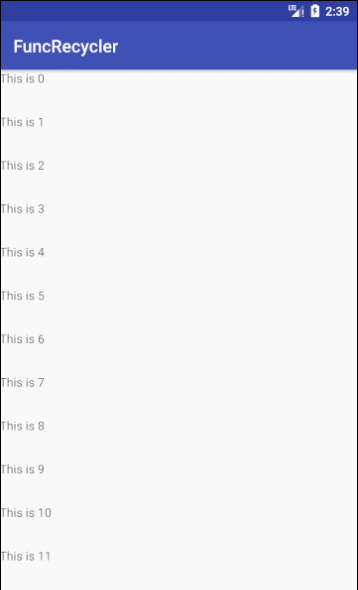 LTE 2:39
FuncRecycler
This is 0
This is 1
This is 2
This is 3
This is 4
This is 5
This is 6
This is 7
This is 8
This is 9
This is 10
This is 11